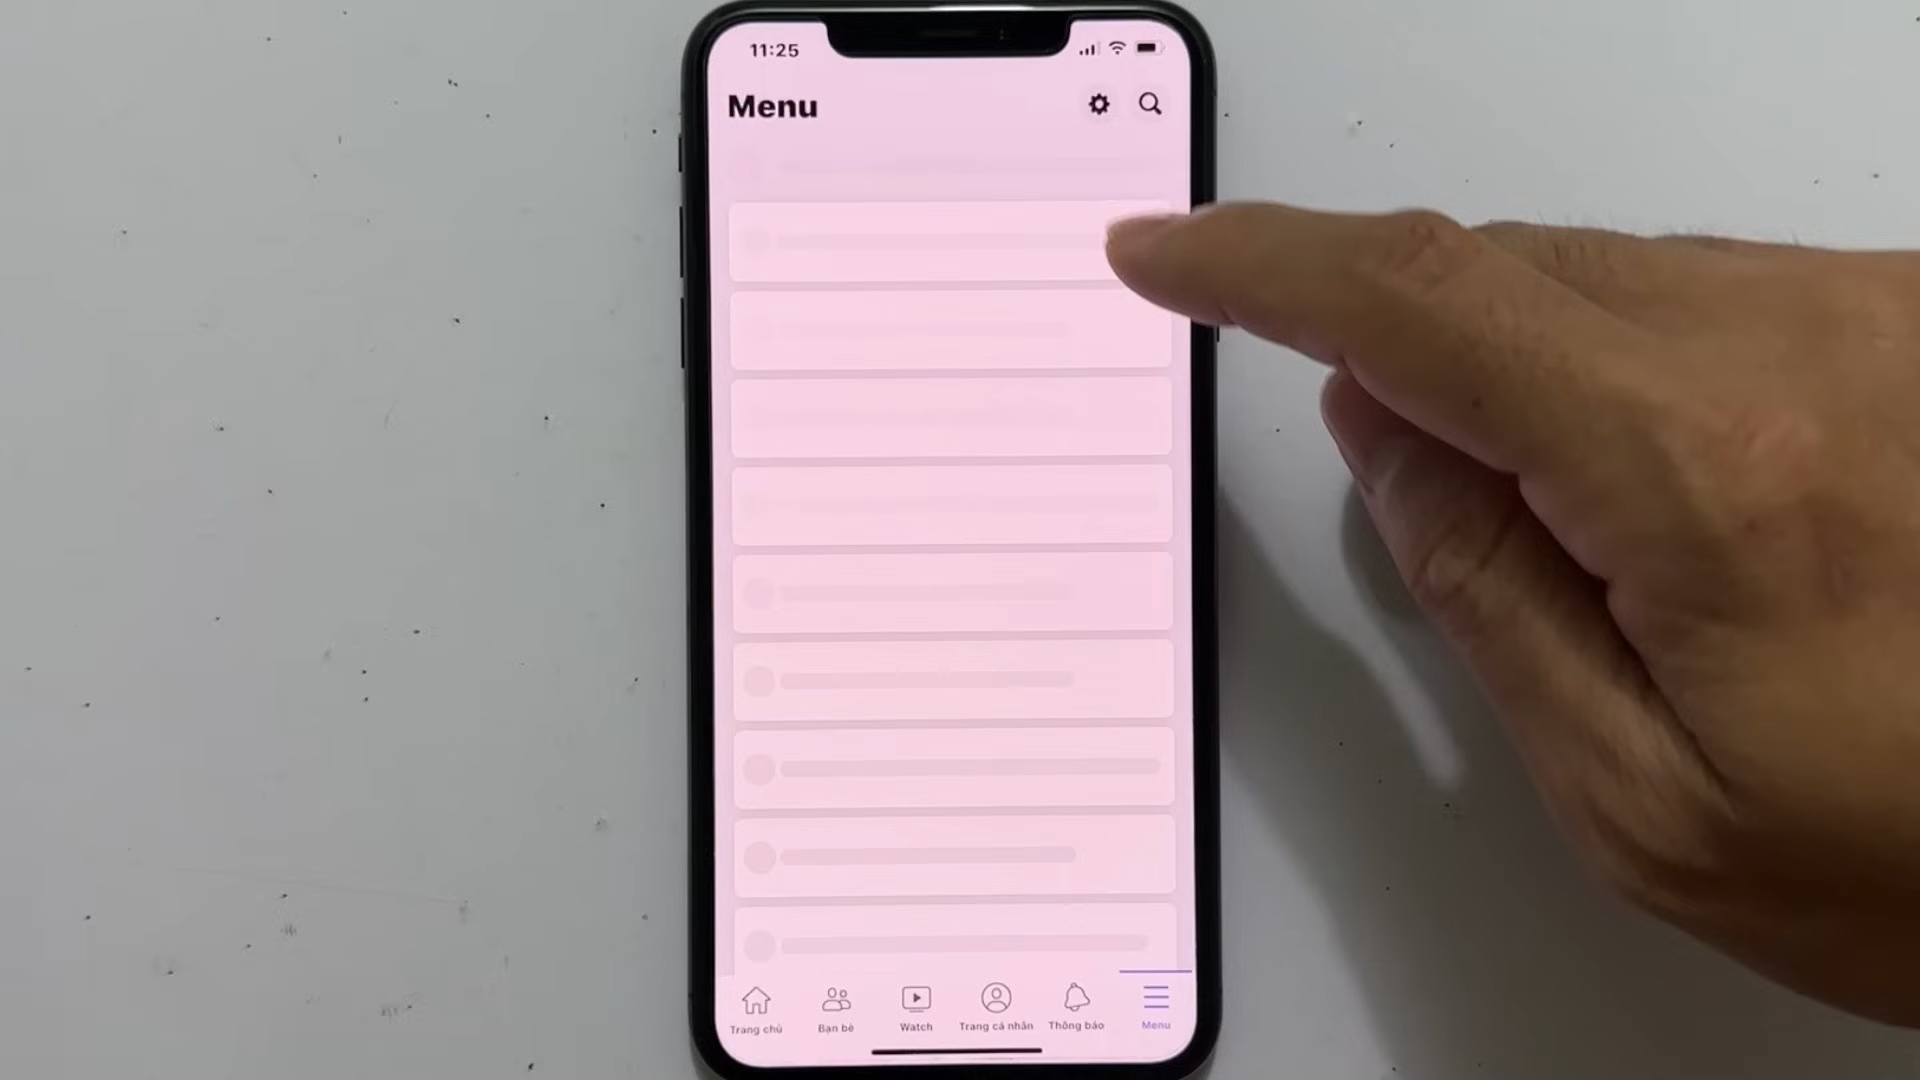 11:25
Menu
Trang chủ
Bạn bè
Watch
Trang cá nhân
Thông báo
Menu